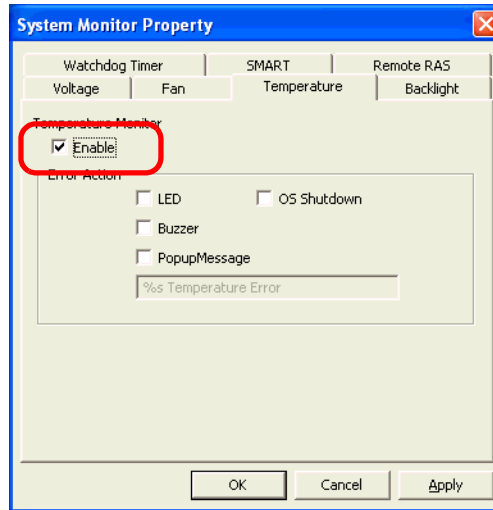 System Monitor Property
Watchdog Timer SMART Remote RAS
Voltage Fan Temperature Backlight
Temperature Monitor
Enable
Error Action
LED OS Shutdown
Buzzer
PopupMessage
%s Temperature Error
OK Cancel Apply